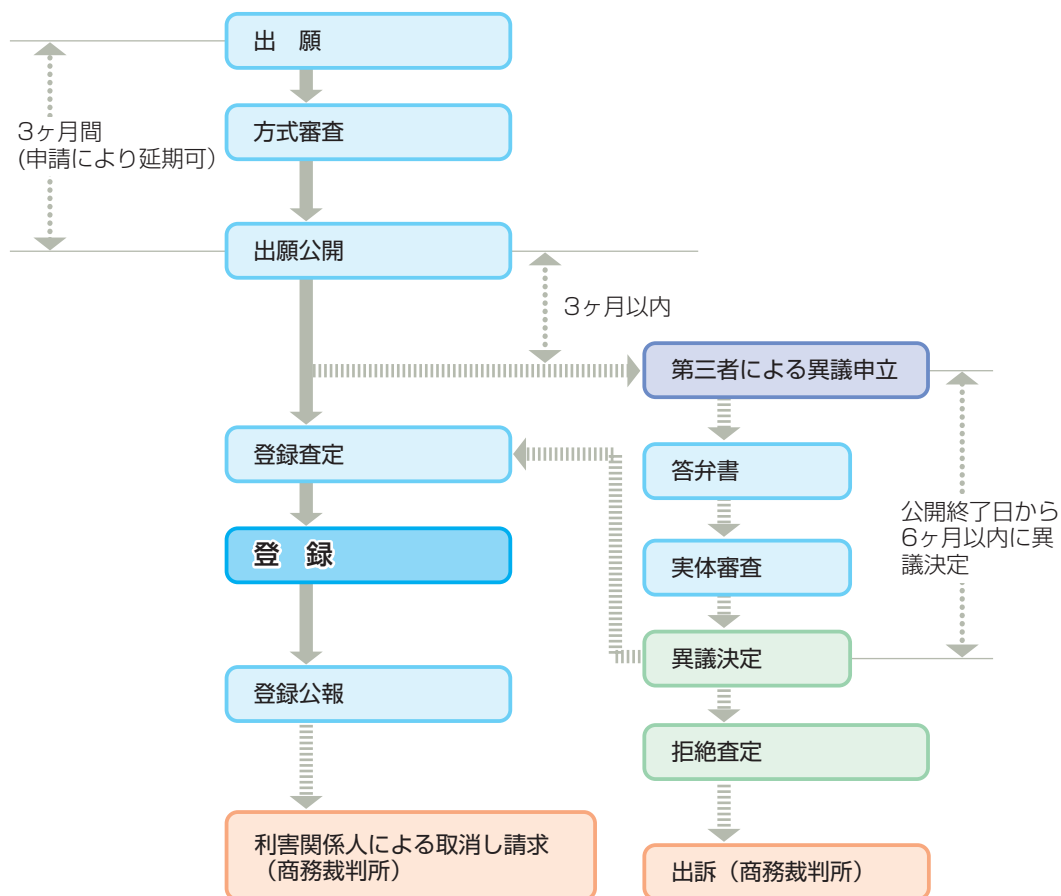 出　願
3ヶ月間
(申請により延期可)
方式審査
出願公開
3ヶ月以内
第三者による異議申立
登録査定
答弁書
公開終了日から
6ヶ月以内に異
議決定
登　録
実体審査
異議決定
登録公報
拒絶査定
利害関係人による取消し請求
（商務裁判所）
出訴（商務裁判所）